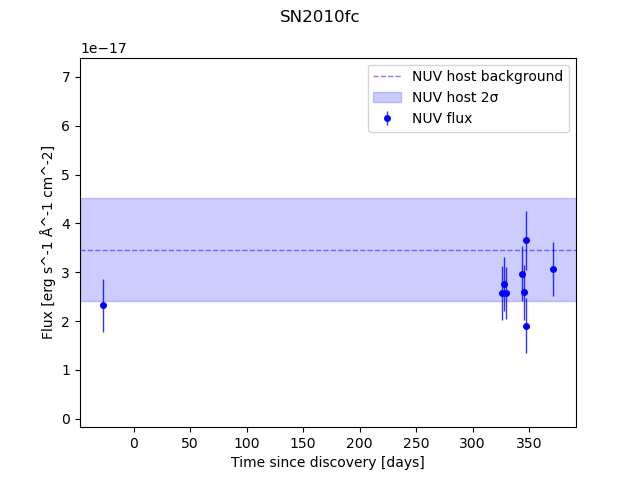 SN2010fc
1e−17
NUV host background
NUV host 2σ
NUV flux
7
6
5
4
3
2
1
0
Flux [erg s^-1 Å^-1 cm^-2]
0 50 100 150 200 250 300 350
Time since discovery [days]